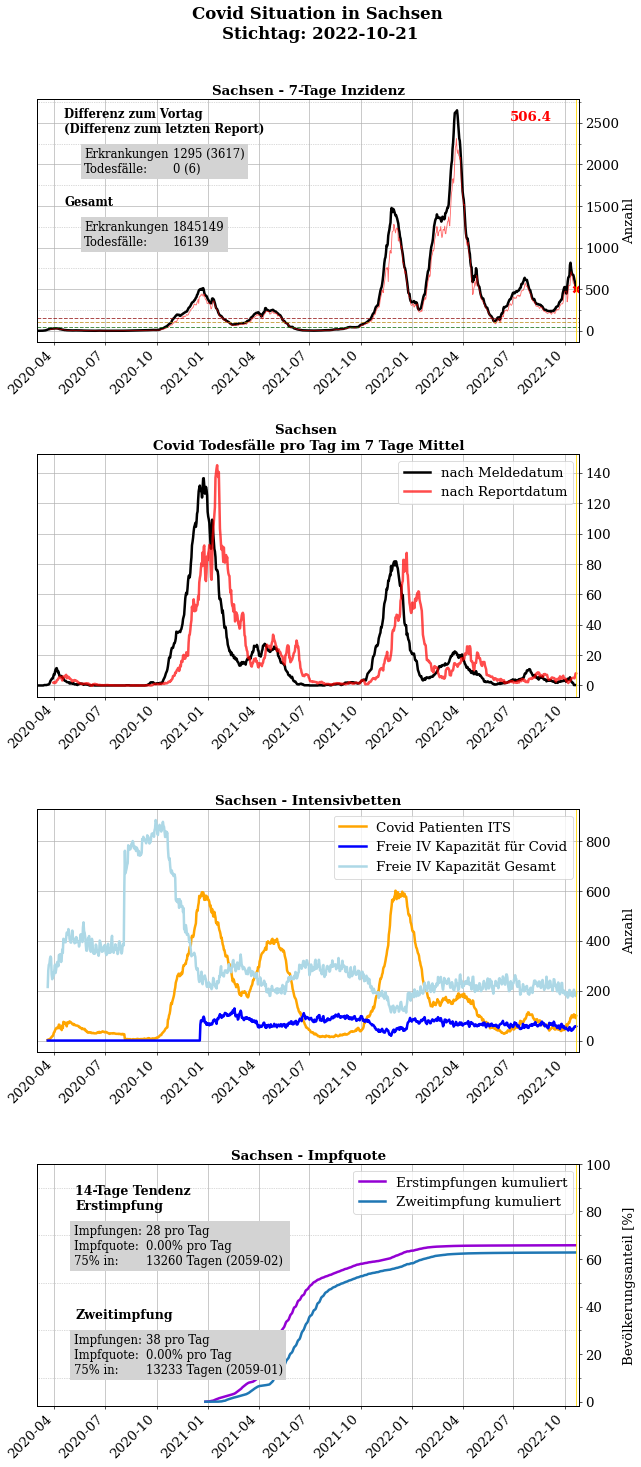 Covid Situation in Sachsen
Stichtag: 2022-10-21
Sachsen - 7-Tage Inzidenz
Differenz zum Vortag
(Differenz zum letzten Report)
Erkrankungen 1295 (3617)
Todesfälle: 0 (6)
Gesamt
Erkrankungen 1845149
Todesfälle: 16139
506.4
2500
2000
1500
1000
500
0
Anzahl
2020-04 2020-07 2020-10 2021-01 2021-04 2021-07 2021-10 2022-01 2022-04 2022-07 2022-10
Sachsen
Covid Todesfälle pro Tag im 7 Tage Mittel
nach Meldedatum
nach Reportdatum
140
120
100
80
60
40
20
0
2020-04 2020-07 2020-10 2021-01 2021-04 2021-07 2021-10 2022-01 2022-04 2022-07 2022-10
Sachsen - Intensivbetten
Covid Patienten ITS
Freie IV Kapazität für Covid
Freie IV Kapazität Gesamt
800
600
400
200
0
Anzahl
2020-04 2020-07 2020-10 2021-01 2021-04 2021-07 2021-10 2022-01 2022-04 2022-07 2022-10
Sachsen - Impfquote
14-Tage Tendenz
Erstimpfung
Impfungen: 28 pro Tag
Impfquote: 0.00% pro Tag
75% in: 13260 Tagen (2059-02)
Zweitimpfung
Impfungen: 38 pro Tag
Impfquote: 0.00% pro Tag
75% in: 13233 Tagen (2059-01)
Erstimpfungen kumuliert
Zweitimpfung kumuliert
100
80
60
40
20
0
Bevölkerungsanteil [%]
2020-04 2020-07 2020-10 2021-01 2021-04 2021-07 2021-10 2022-01 2022-04 2022-07 2022-10